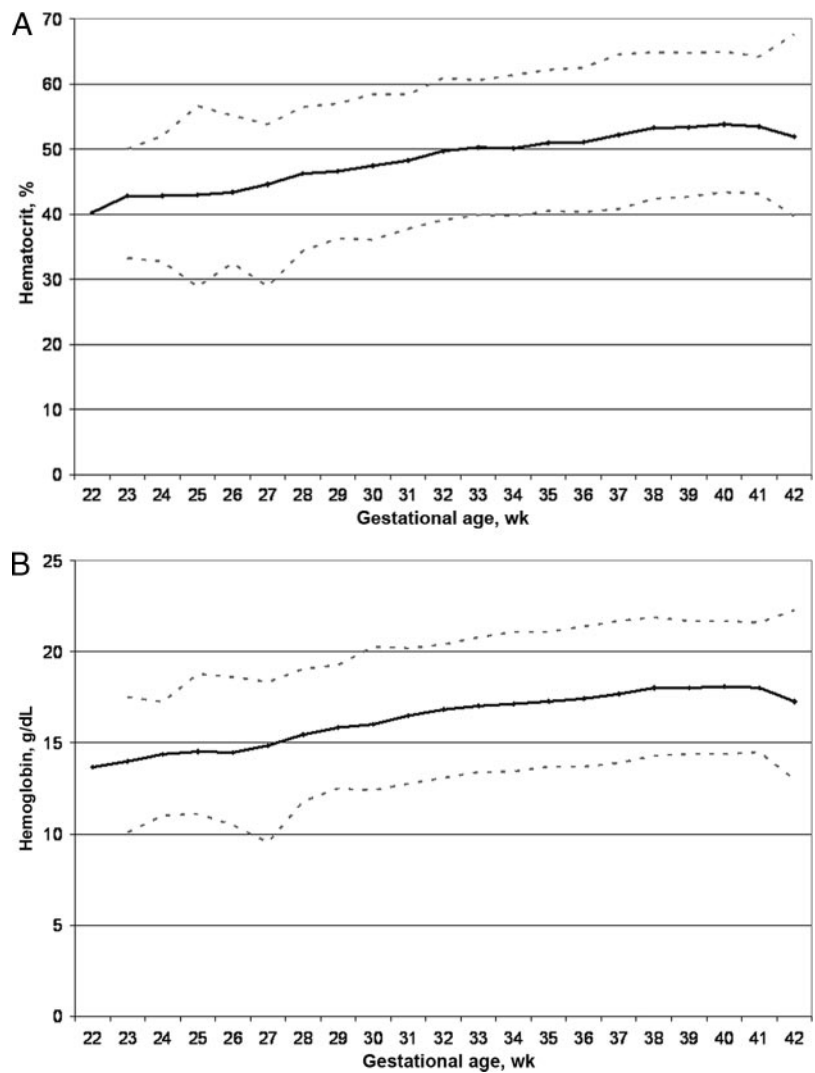 A
Hematocrit, %
70
60
50
40
30
20
10
0
22 23 24 25 26 27 28 29 30 31 32 33 34 35 36 37 38 39 40 41 42
Gestational age, wk
B
Hemoglobin, g/dL
25
20
15
10
5
0
22 23 24 25 26 27 28 29 30 31 32 33 34 35 36 37 38 39 40 41 42
Gestational age, wk